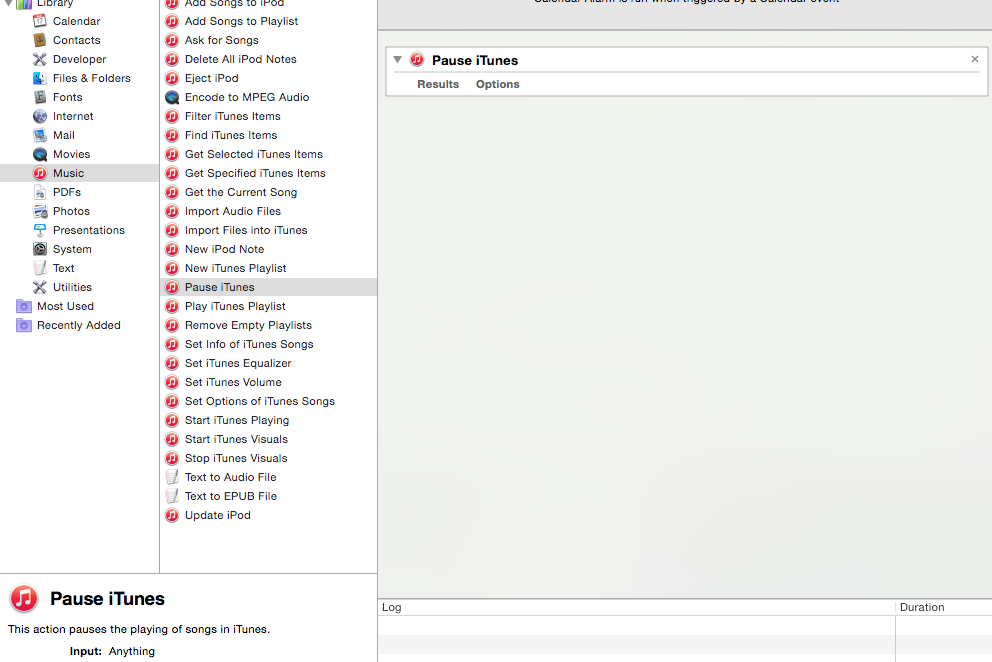 Library
Calendar
Contacts
Developer
Files & Folders
Fonts
Internet
Mail
Movies
Music
PDFs
Photos
Presentations
System
Text
Utilities
Most Used
Recently Added
Add Songs to iPod
Add Songs to Playlist
Ask for Songs
Delete All iPod Notes
Eject iPod
Encode to MPEG Audio
Filter iTunes Items
Find iTunes Items
Get Selected iTunes Items
Get Specified iTunes Items
Get the Current Song
Import Audio Files
Import Files into iTunes
New iPod Note
New iTunes Playlist
Pause iTunes
Play iTunes Playlist
Remove Empty Playlists
Set Info of iTunes Songs
Set iTunes Equalizer
Set iTunes Volume
Set Options of iTunes Songs
Start iTunes Playing
Start iTunes Visuals
Stop iTunes Visuals
Text to Audio File
Text to EPUB File
Update iPod
Pause iTunes
This action pauses the playing of songs in iTunes.
Input: Anything
Calendar Alarm is run when triggered by a Calendar event
Pause iTunes
Results Options
Log Duration